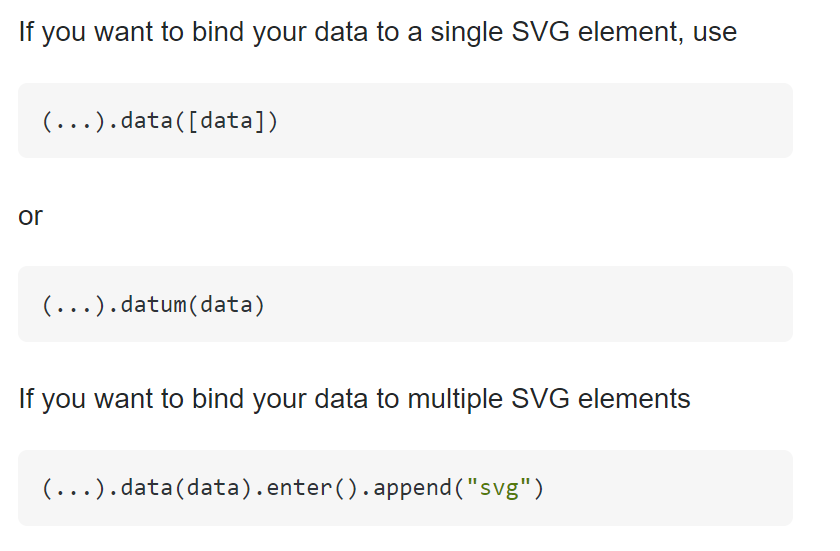 If you want to bind your data to a single SVG element, use
(...).data([data])
or
(...).datum(data)
If you want to bind your data to multiple SVG elements
(...).data(data).enter().append("svg")